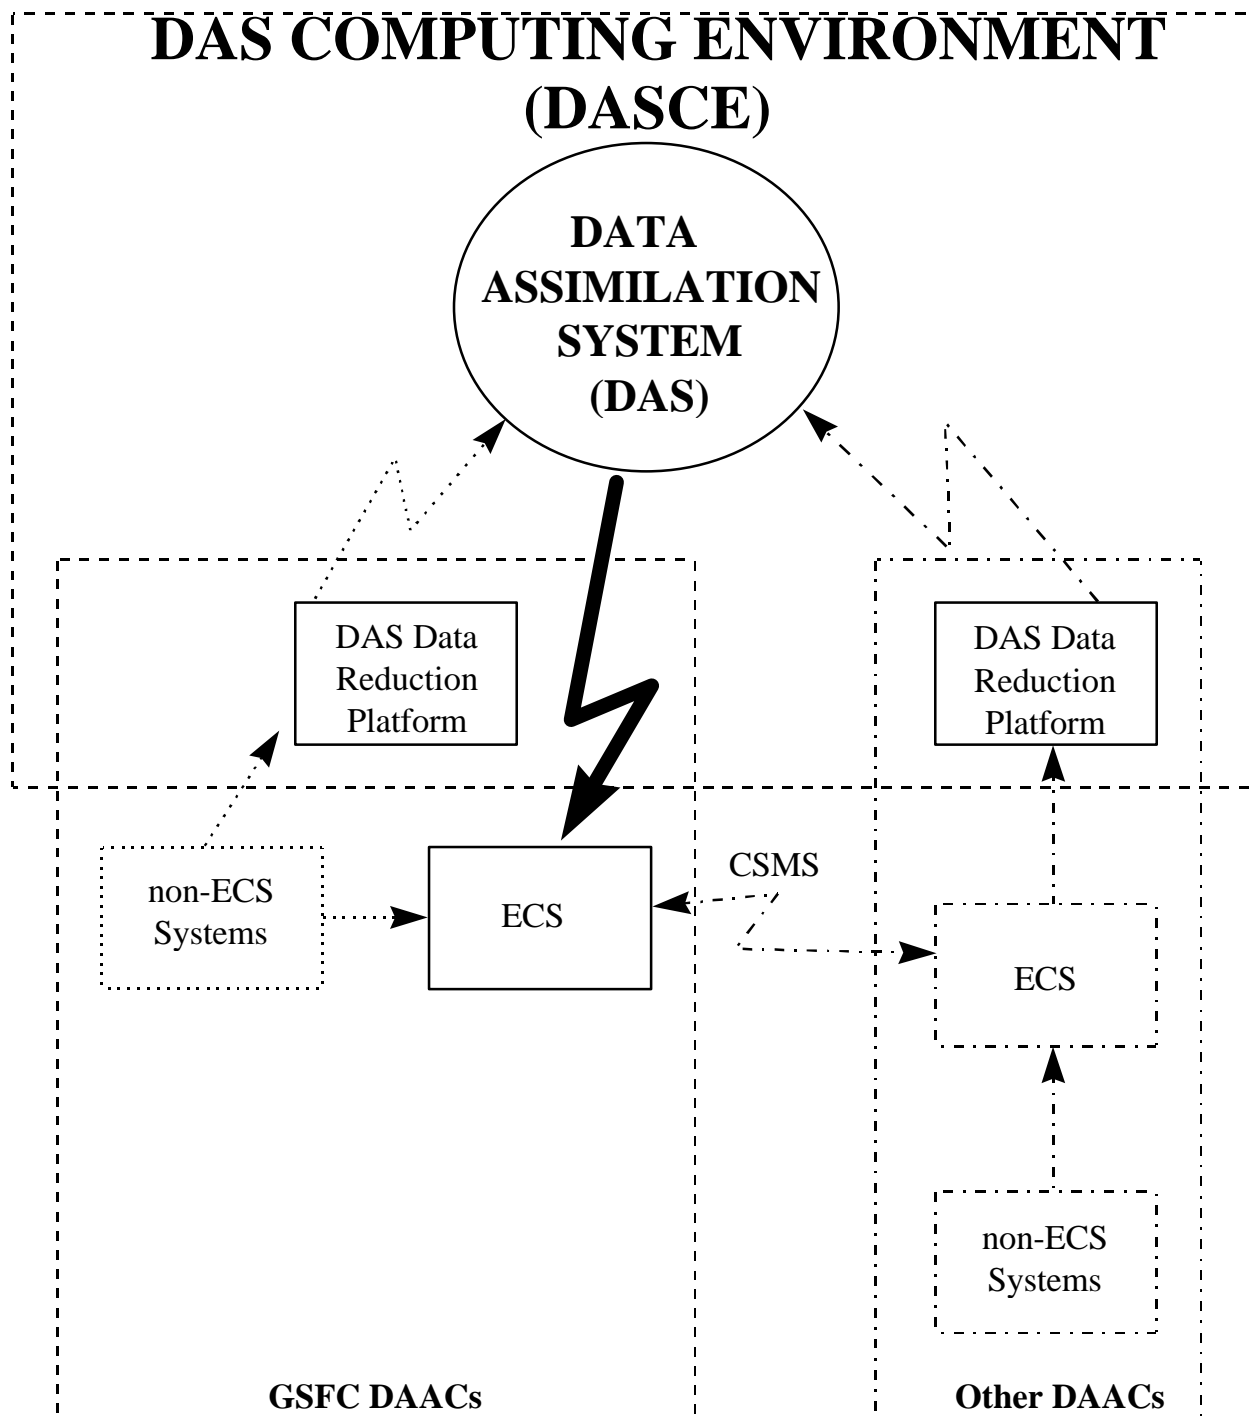 DAS COMPUTING ENVIRONMENT
(DASCE)
DATA
ASSIMILATION
SYSTEM
(DAS)
DAS Data
Reduction
Platform
DAS Data
Reduction
Platform
non-ECS
Systems
ECS
CSMS
ECS
non-ECS
Systems
GSFC DAACs
Other DAACs